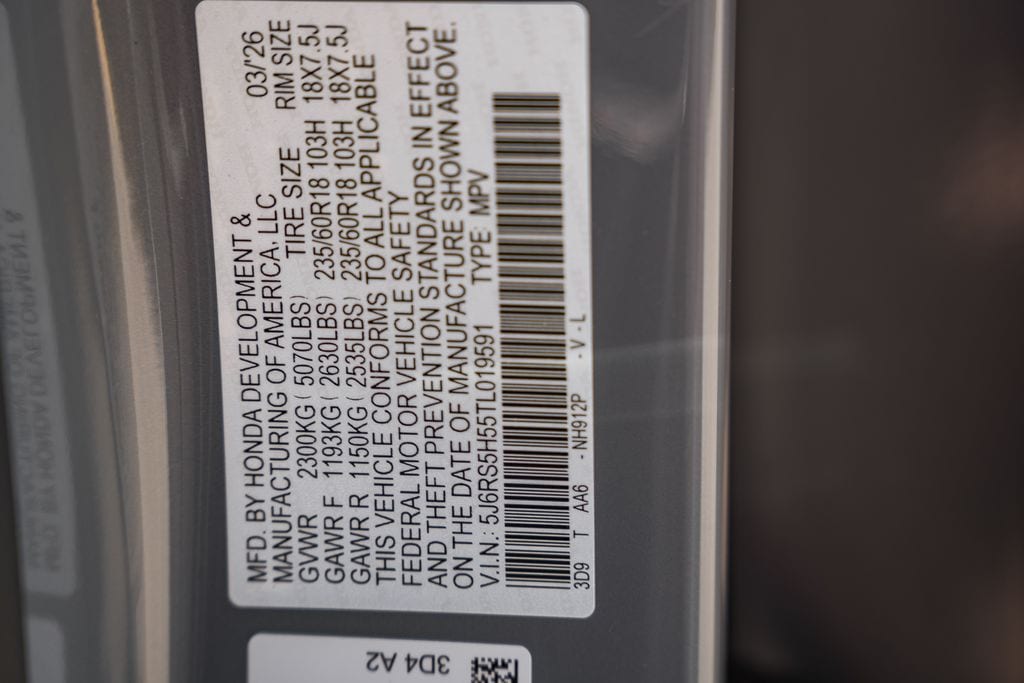 MFD. BY HONDA DEVELOPMENT &
MANUFACTURING OF AMERICA, LLC 03/'26
GVWR 2300KG ( 5070LBS) TIRE SIZE RIM SIZE
GAWR F 1193KG ( 2630LBS) 235/60R18 103H 18X7.5J
GAWR R 1150KG ( 2535LBS) 235/60R18 103H 18X7.5J
THIS VEHICLE CONFORMS TO ALL APPLICABLE
FEDERAL MOTOR VEHICLE SAFETY
AND THEFT PREVENTION STANDARDS IN EFFECT
ON THE DATE OF MANUFACTURE SHOWN ABOVE.
V.I.N.: 5J6RS5H55TL019591 TYPE: MPV
3D9 T AA6 - NH912P - V - L
3D4 A2